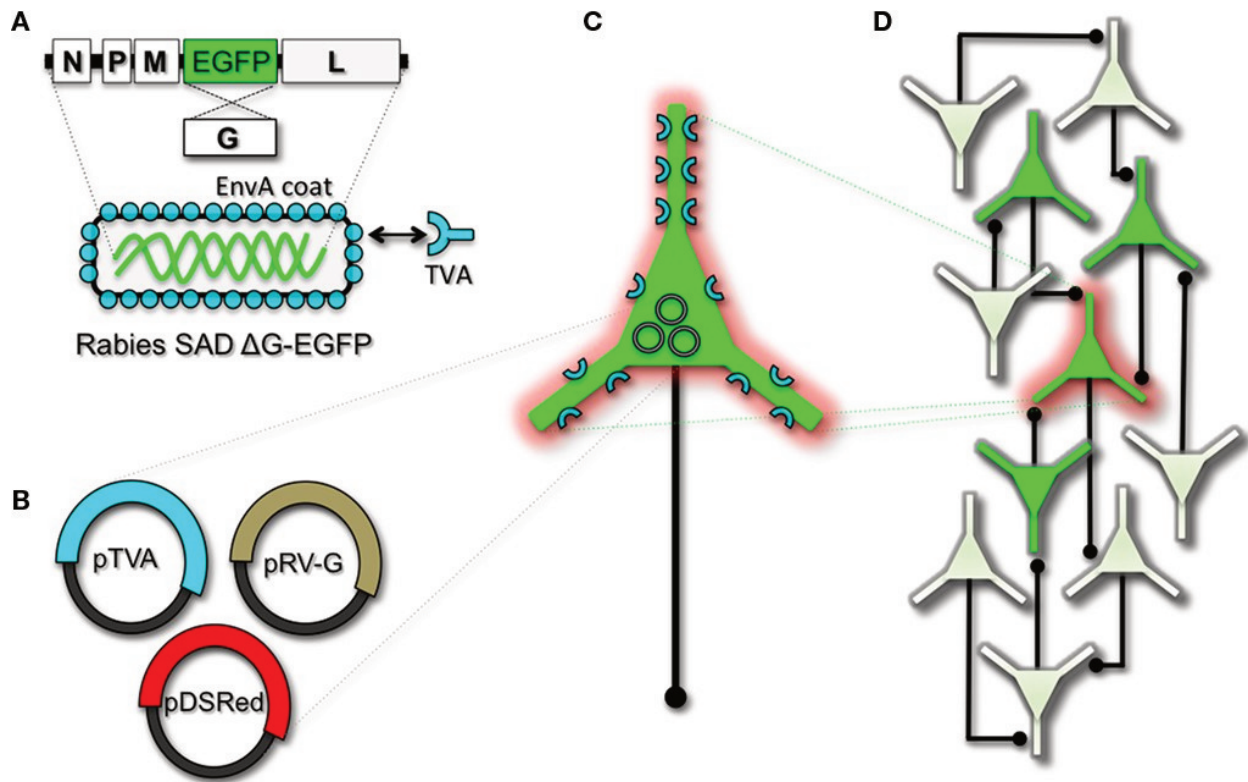 A
N P M EGFP L
G
EnvA coat
TVA
Rabies SAD ΔG-EGFP
B
pTVA
pRV-G
pDSRed
C
D